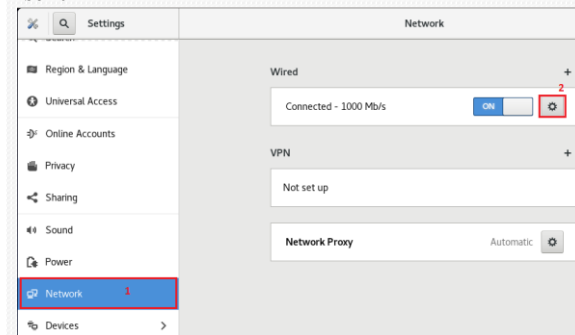 Settings
Network
Region & Language
Universal Access
Online Accounts
Privacy
Sharing
Sound
Power
Network 1
Devices
Wired +
2
Connected - 1000 Mb/s ON
VPN +
Not set up
Network Proxy Automatic